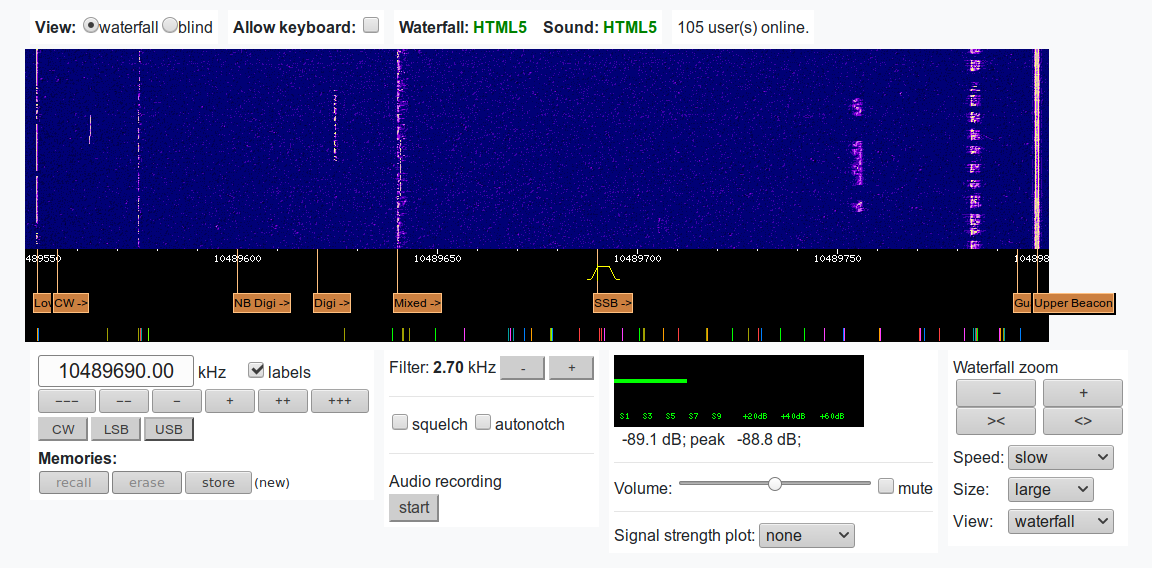 View: waterfall blind Allow keyboard: Waterfall: HTML5 Sound: HTML5 105 user(s) online.
489550 10489600 10489650 10489700 10489750 104898
Lo CW -> NB Digi -> Digi -> Mixed -> SSB -> Gu Upper Beacon
10489690.00 kHz labels
--- -- - + ++ +++
CW LSB USB
Memories:
recall erase store (new)
Filter: 2.70 kHz - +
squelch autonotch
Audio recording
start
S1 S3 S5 S7 S9 +20dB +40dB +60dB
-89.1 dB; peak -88.8 dB;
Volume: mute
Signal strength plot: none
Waterfall zoom
- +
>< <>
Speed: slow
Size: large
View: waterfall